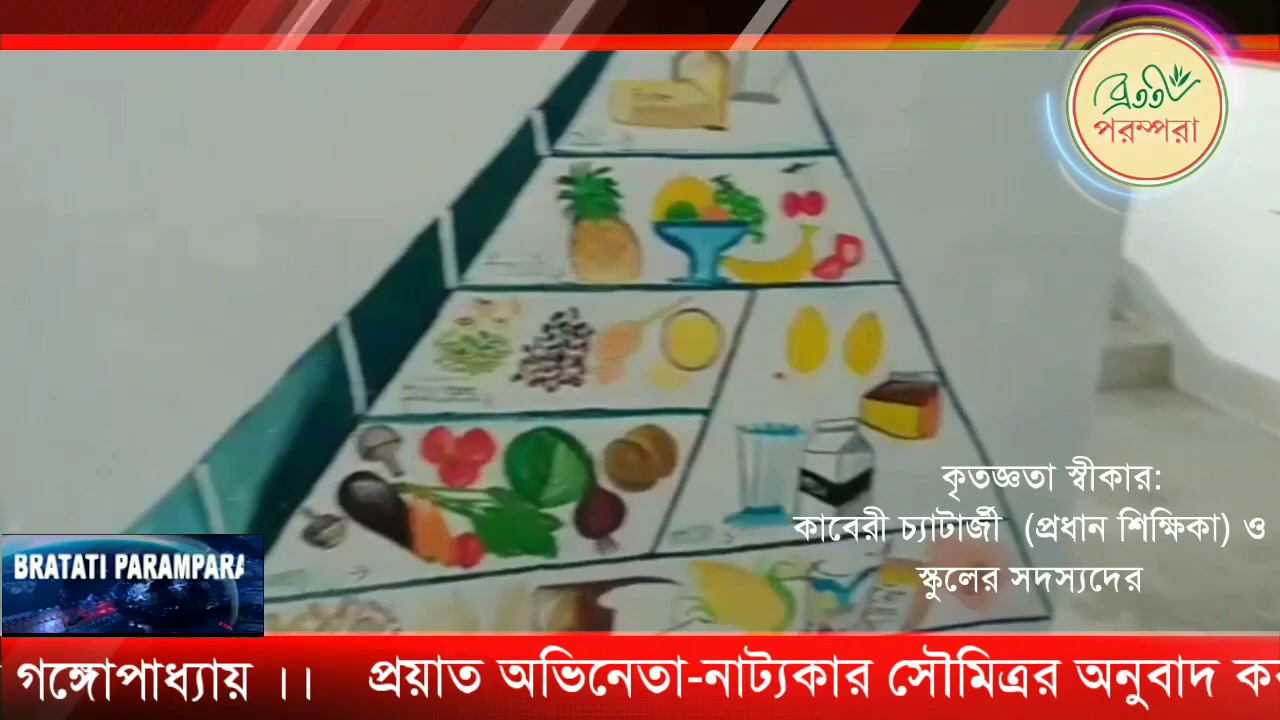 ব্রততী
পরম্পরা
কৃতজ্ঞতা স্বীকার:
কাবেরী চ্যাটার্জী (প্রধান শিক্ষিকা) ও
স্কুলের সদস্যদের
BRATATI PARAMPARA
গঙ্গোপাধ্যায় ।। প্রয়াত অভিনেতা-নাট্যকার সৌমিত্রর অনুবাদ